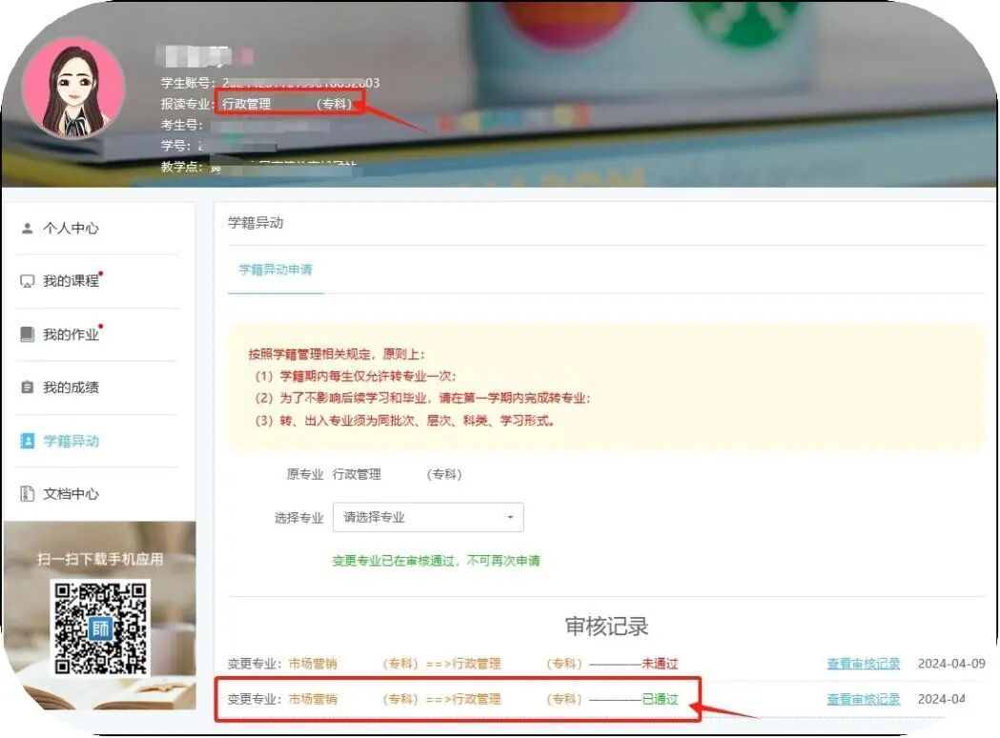 学生账号:
报读专业: 行政管理 (专科)
考生号:
学号: 2
教学点:
个人中心
我的课程
我的作业
我的成绩
学籍异动
文档中心
扫一扫下载手机应用
師
学籍异动
学籍异动申请
按照学籍管理相关规定，原则上：
(1) 学籍期内每生仅允许转专业一次;
(2) 为了不影响后续学习和毕业，请在第一学期内完成转专业;
(3) 转、出入专业须为同批次、层次、科类、学习形式。
原专业 行政管理 (专科)
选择专业 请选择专业
变更专业已在审核通过，不可再次申请
审核记录
变更专业: 市场营销 (专科) ==>行政管理 (专科) ————未通过 查看审核记录 2024-04-09
变更专业: 市场营销 (专科) ==>行政管理 (专科) ————已通过 查看审核记录 2024-04